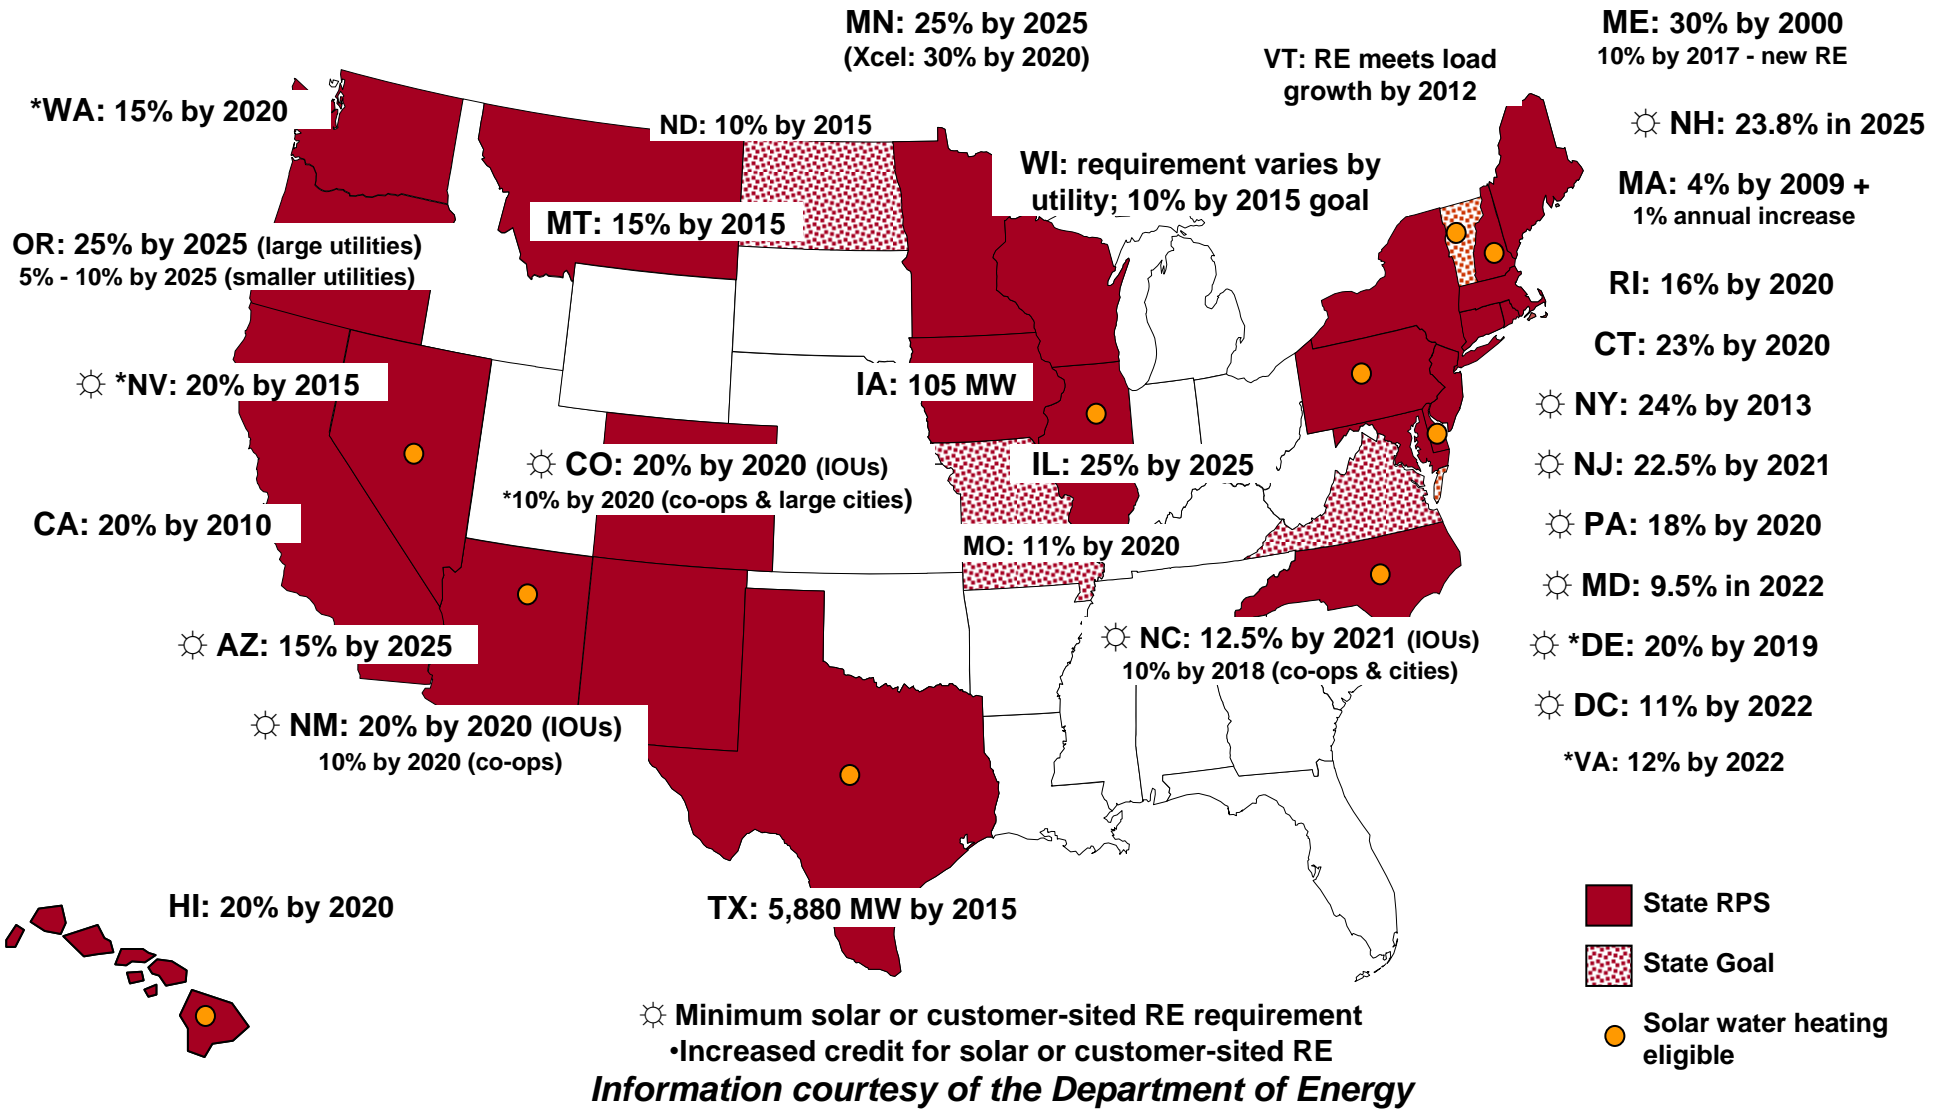 MN: 25% by 2025
(Xcel: 30% by 2020)
ME: 30% by 2000
10% by 2017 - new RE
VT: RE meets load
growth by 2012
*WA: 15% by 2020
ND: 10% by 2015
☼ NH: 23.8% in 2025
WI: requirement varies by
utility; 10% by 2015 goal
MA: 4% by 2009 +
1% annual increase
MT: 15% by 2015
OR: 25% by 2025 (large utilities)
5% - 10% by 2025 (smaller utilities)
RI: 16% by 2020
CT: 23% by 2020
☼ *NV: 20% by 2015
IA: 105 MW
☼ NY: 24% by 2013
☼ CO: 20% by 2020 (IOUs)
*10% by 2020 (co-ops & large cities)
IL: 25% by 2025
☼ NJ: 22.5% by 2021
CA: 20% by 2010
☼ PA: 18% by 2020
MO: 11% by 2020
☼ MD: 9.5% in 2022
☼ AZ: 15% by 2025
☼ NC: 12.5% by 2021 (IOUs)
10% by 2018 (co-ops & cities)
☼ *DE: 20% by 2019
☼ NM: 20% by 2020 (IOUs)
10% by 2020 (co-ops)
☼ DC: 11% by 2022
*VA: 12% by 2022
HI: 20% by 2020
TX: 5,880 MW by 2015
State RPS
State Goal
Solar water heating
eligible
☼ Minimum solar or customer-sited RE requirement
•Increased credit for solar or customer-sited RE
Information courtesy of the Department of Energy